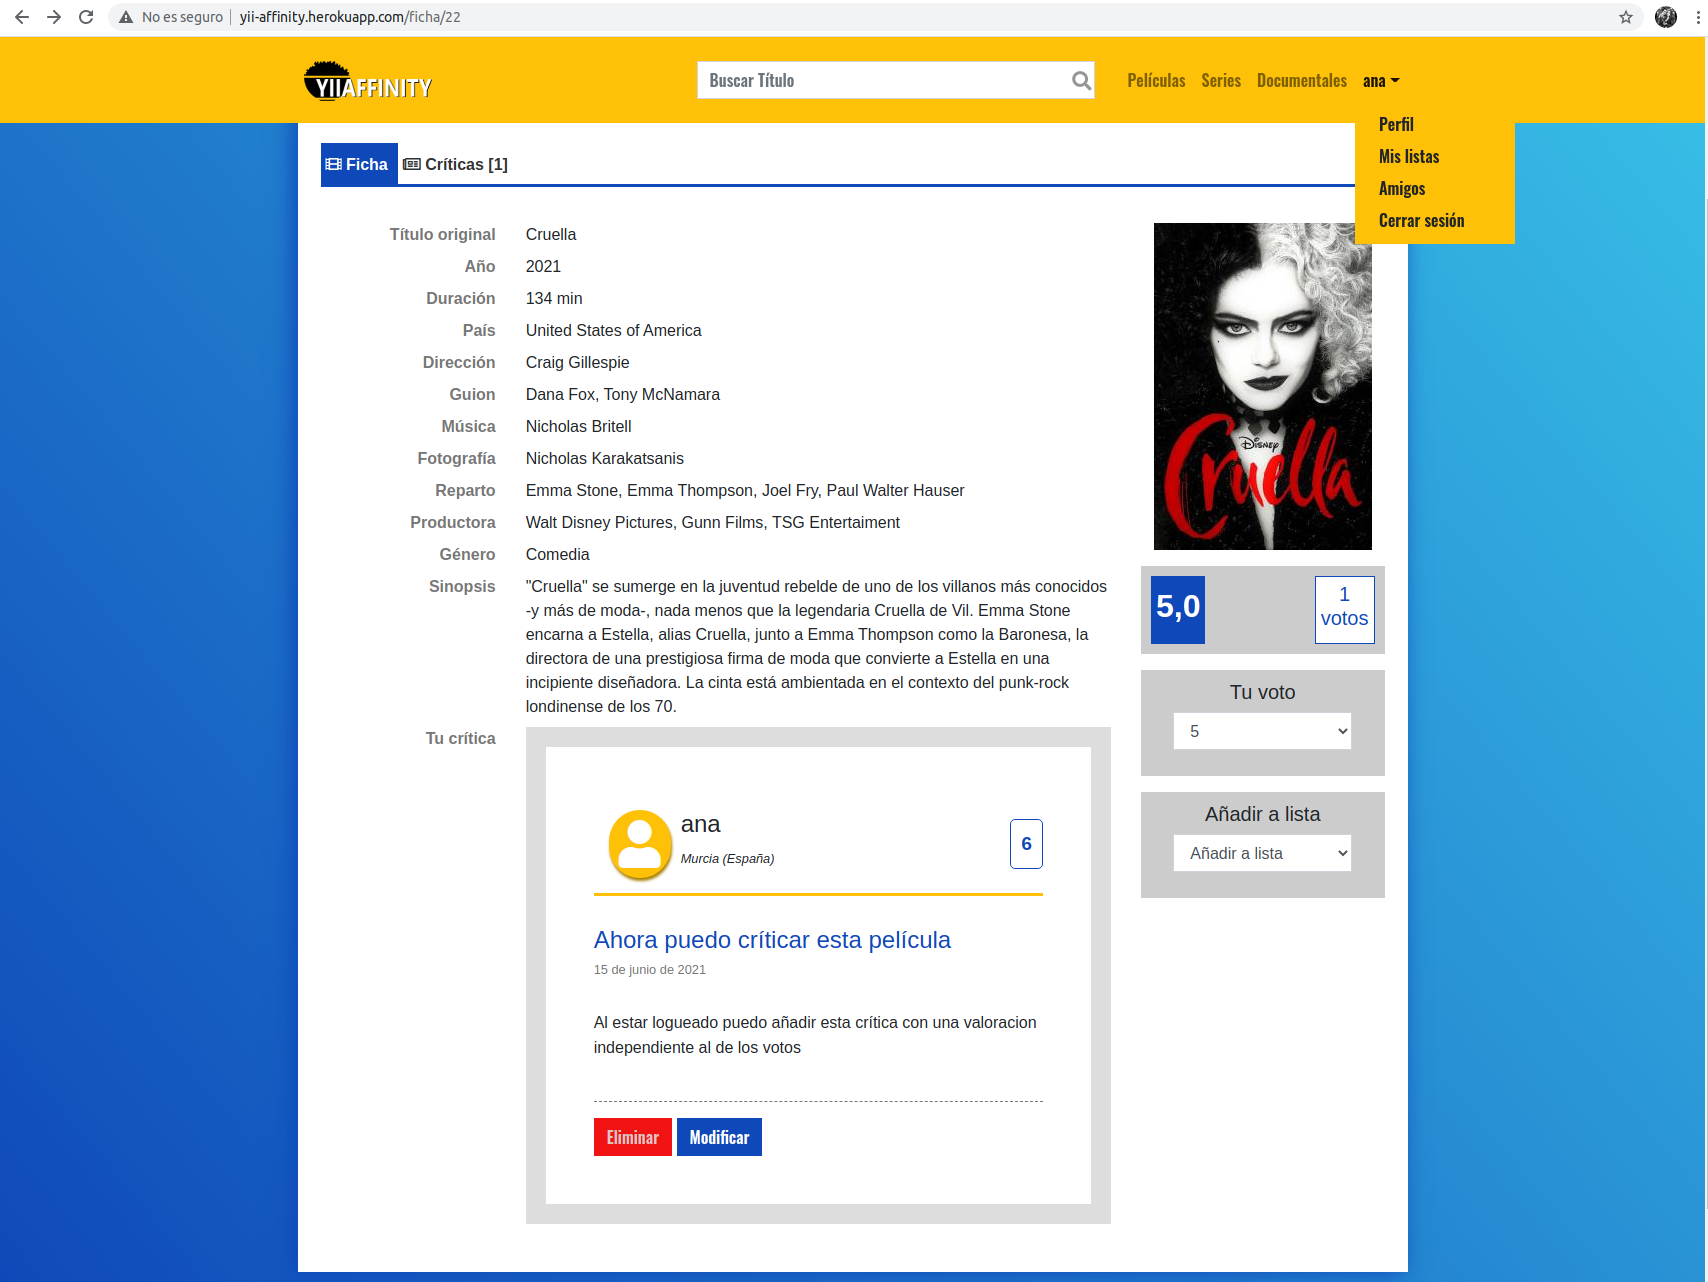 No es seguro
yii-affinity.herokuapp.com/ficha/22
YIIAFFINITY
Buscar Título
Películas
Series
Documentales
ana
Perfil
Mis listas
Amigos
Cerrar sesión
Ficha
Críticas [1]
Título original Cruella
Año 2021
Duración 134 min
País United States of America
Dirección Craig Gillespie
Guion Dana Fox, Tony McNamara
Música Nicholas Britell
Fotografía Nicholas Karakatsanis
Reparto Emma Stone, Emma Thompson, Joel Fry, Paul Walter Hauser
Productora Walt Disney Pictures, Gunn Films, TSG Entertaiment
Género Comedia
Sinopsis "Cruella" se sumerge en la juventud rebelde de uno de los villanos más conocidos
-y más de moda-, nada menos que la legendaria Cruella de Vil. Emma Stone
encarna a Estella, alias Cruella, junto a Emma Thompson como la Baronesa, la
directora de una prestigiosa firma de moda que convierte a Estella en una
incipiente diseñadora. La cinta está ambientada en el contexto del punk-rock
londinense de los 70.
Tu crítica
ana
Murcia (España)
6
Ahora puedo críticar esta película
15 de junio de 2021
Al estar logueado puedo añadir esta crítica con una valoracion
independiente al de los votos
Eliminar
Modificar
Disney
Cruella
5,0
1
votos
Tu voto
5
Añadir a lista
Añadir a lista